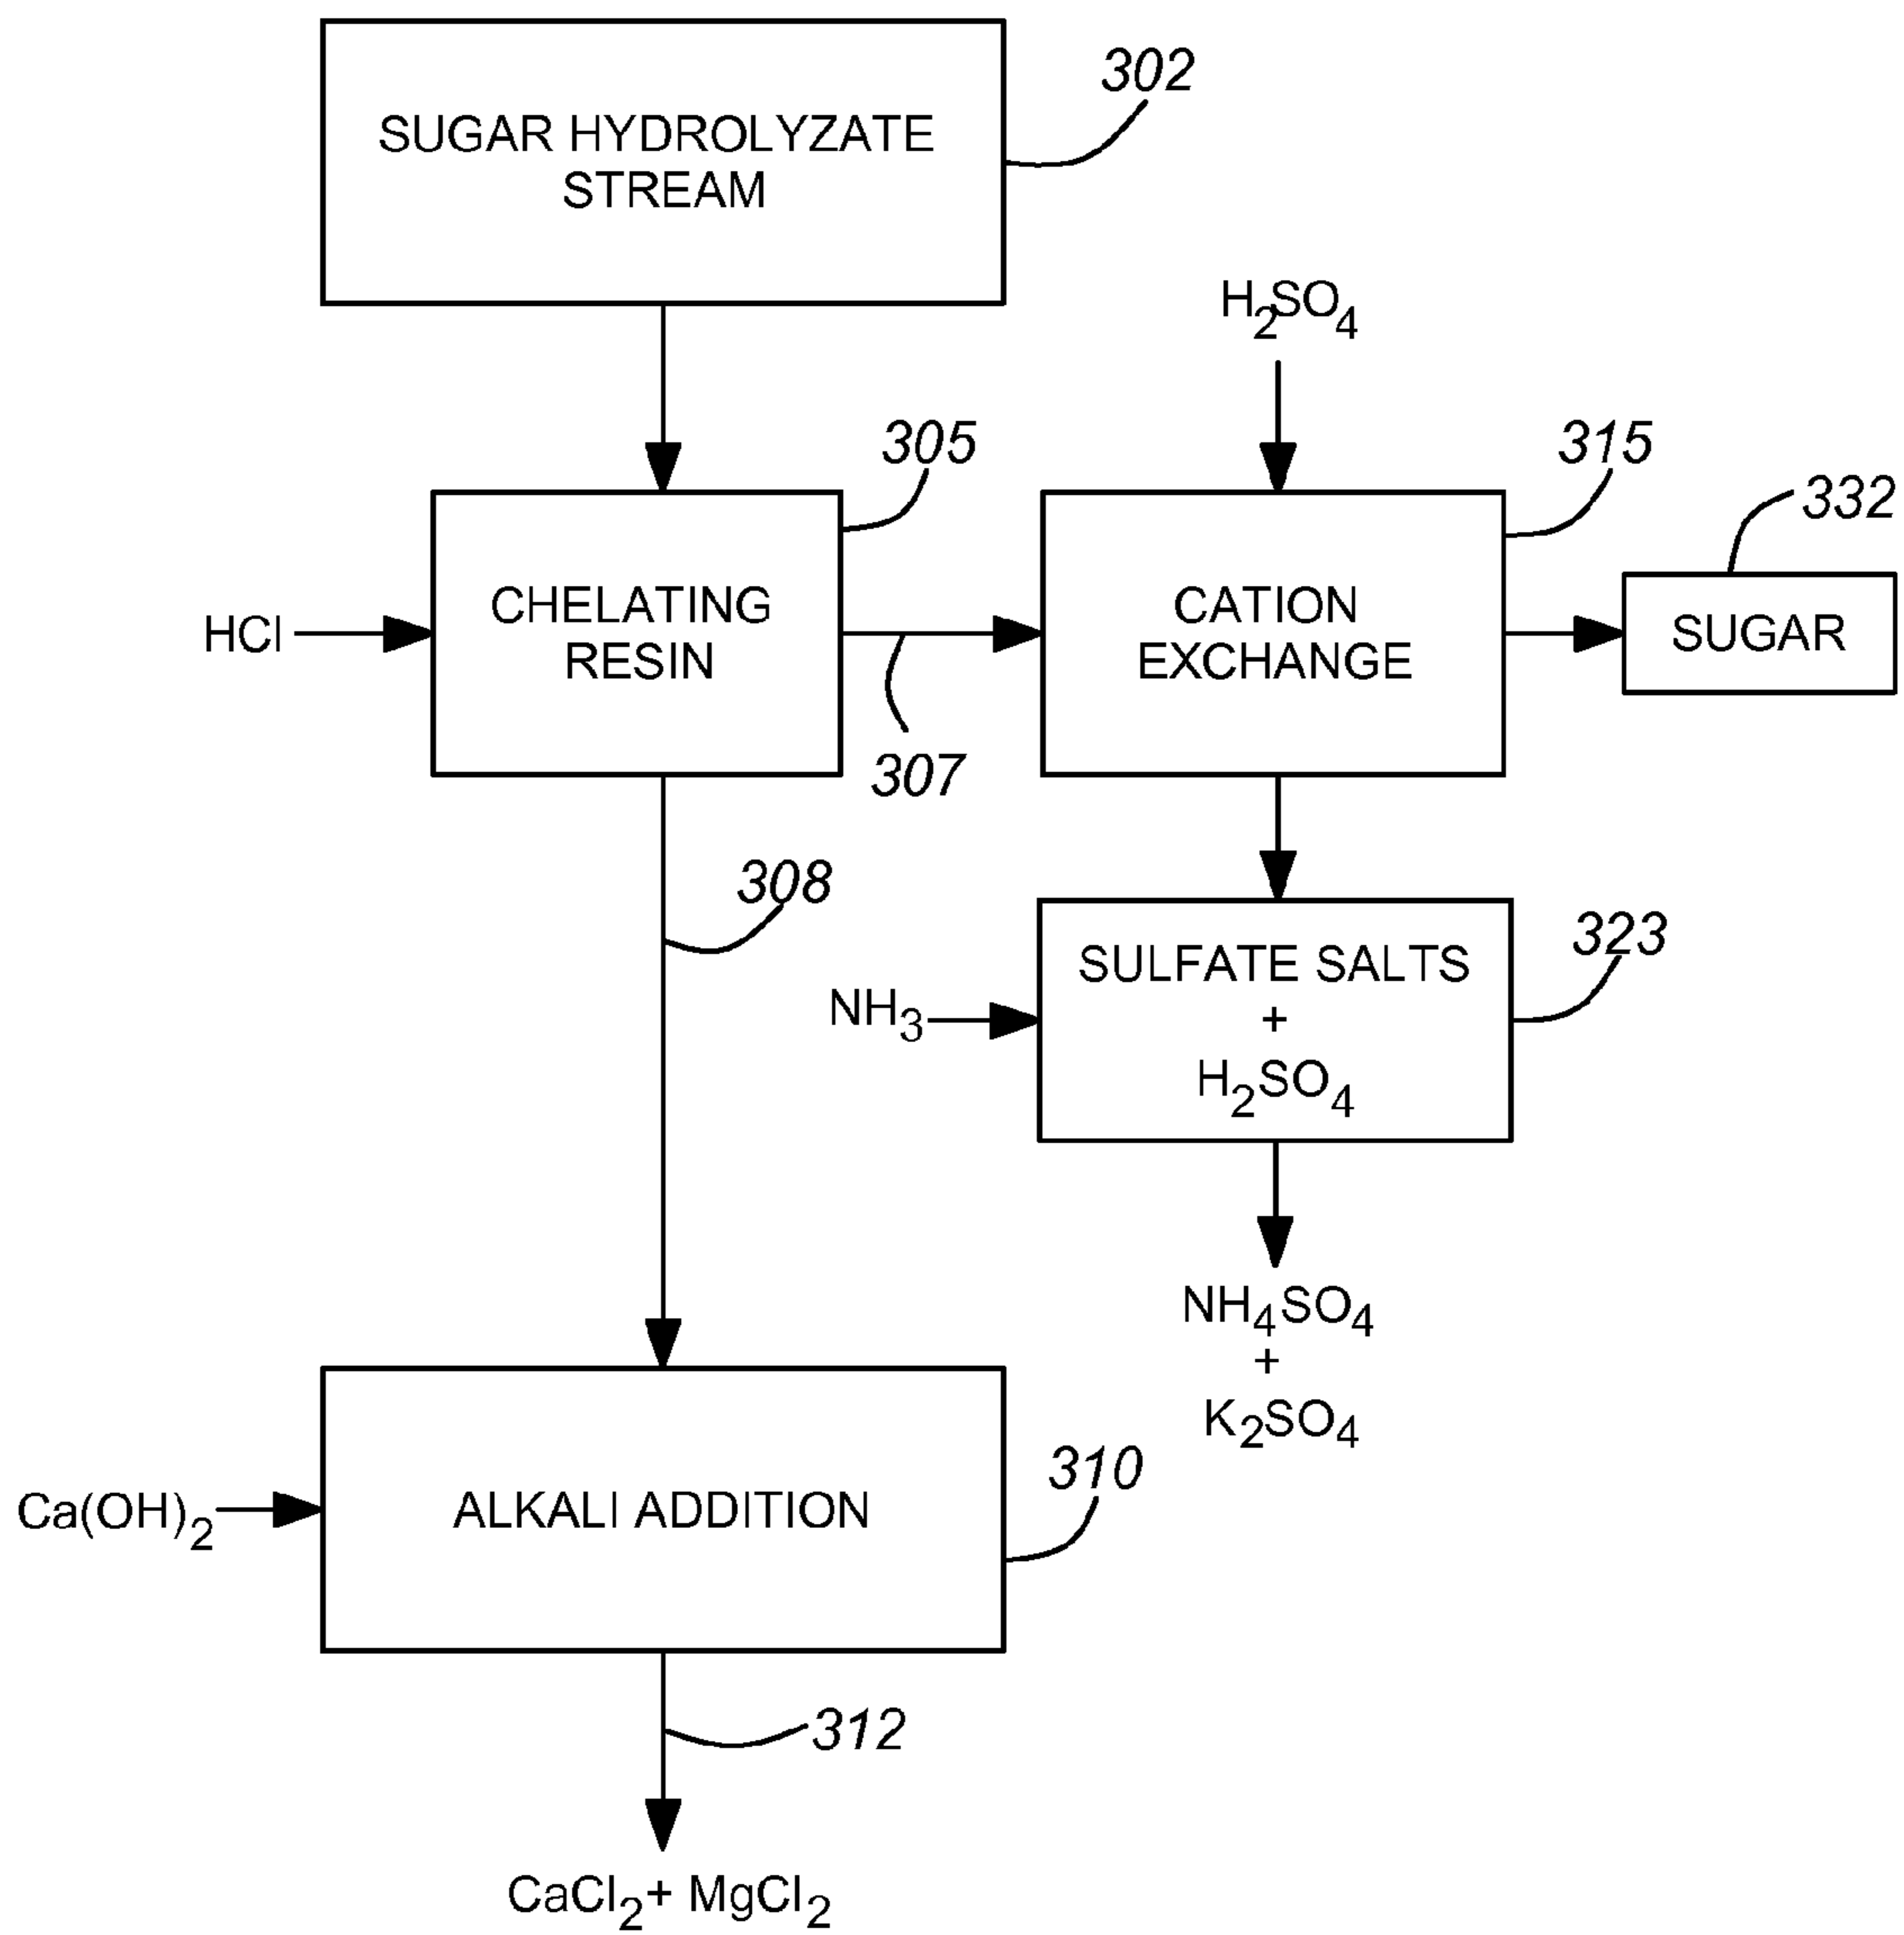 302
SUGAR HYDROLYZATE
STREAM
H2SO4
305
315
332
HCl
CHELATING
RESIN
CATION
EXCHANGE
SUGAR
307
308
323
SULFATE SALTS
+
H2SO4
NH3
NH4SO4
+
K2SO4
310
Ca(OH)2
ALKALI ADDITION
312
CaCl2+ MgCl2